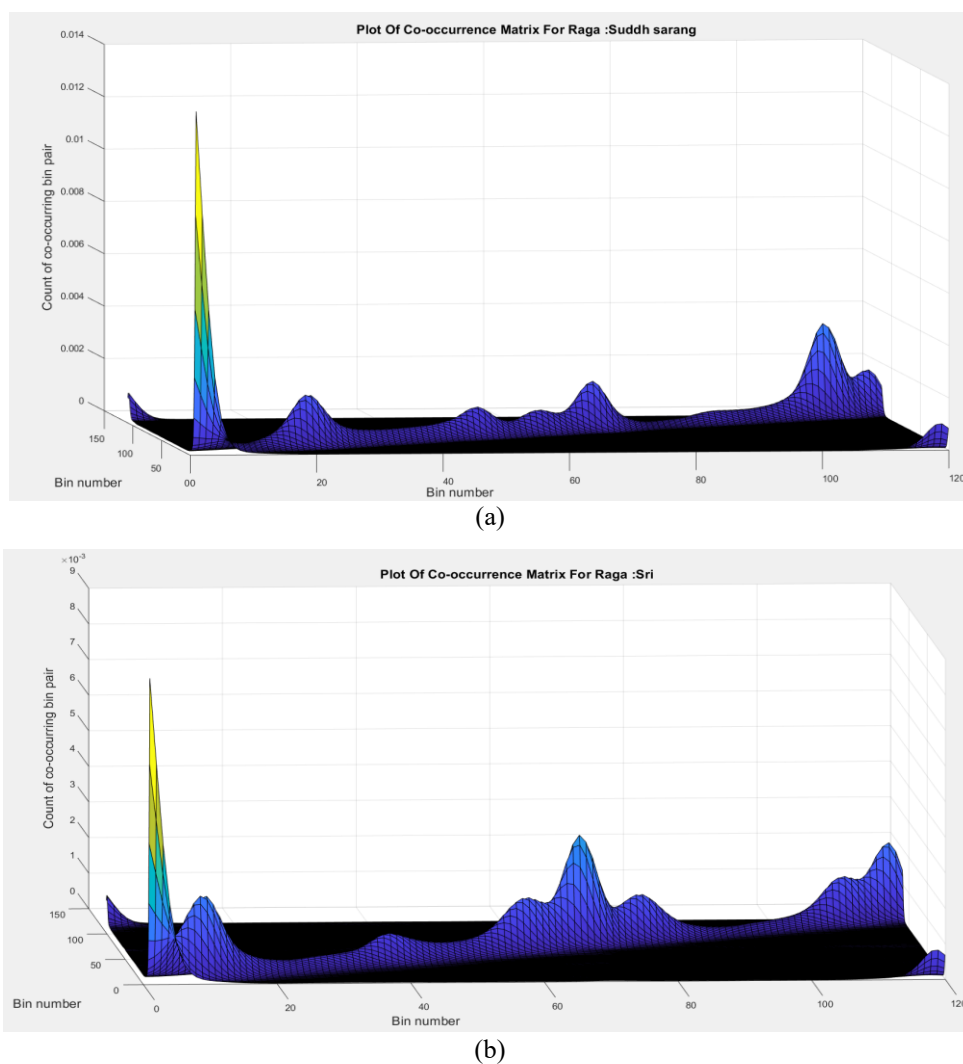 Plot Of Co-occurrence Matrix For Raga :Suddh sarang
Count of co-occurring bin pair
0.014
0.012
0.01
0.008
0.006
0.004
0.002
0
150
100
50
Bin number
00 20 40 60 80 100 120
Bin number
(a)
×10⁻³
Plot Of Co-occurrence Matrix For Raga :Sri
Count of co-occurring bin pair
9
8
7
6
5
4
3
2
1
0
150
100
50
0
Bin number
0 20 40 60 80 100 120
Bin number
(b)